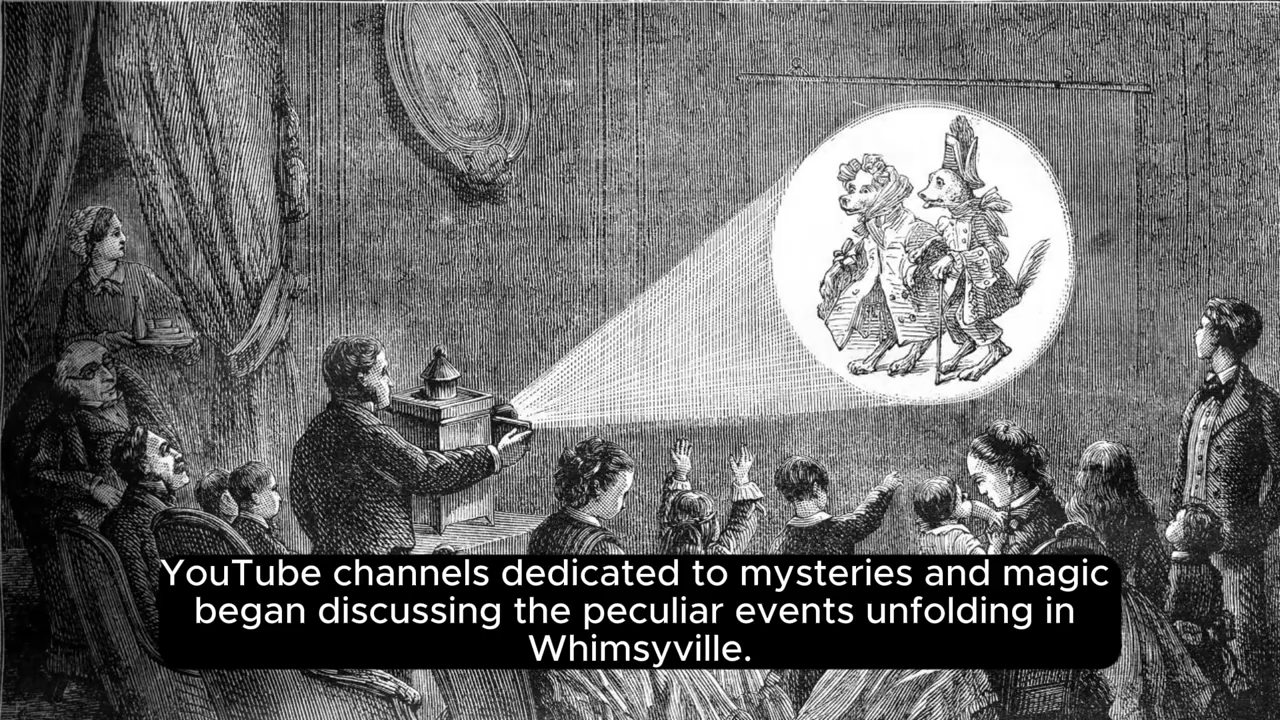 YouTube channels dedicated to mysteries and magic
began discussing the peculiar events unfolding in
Whimsyville.